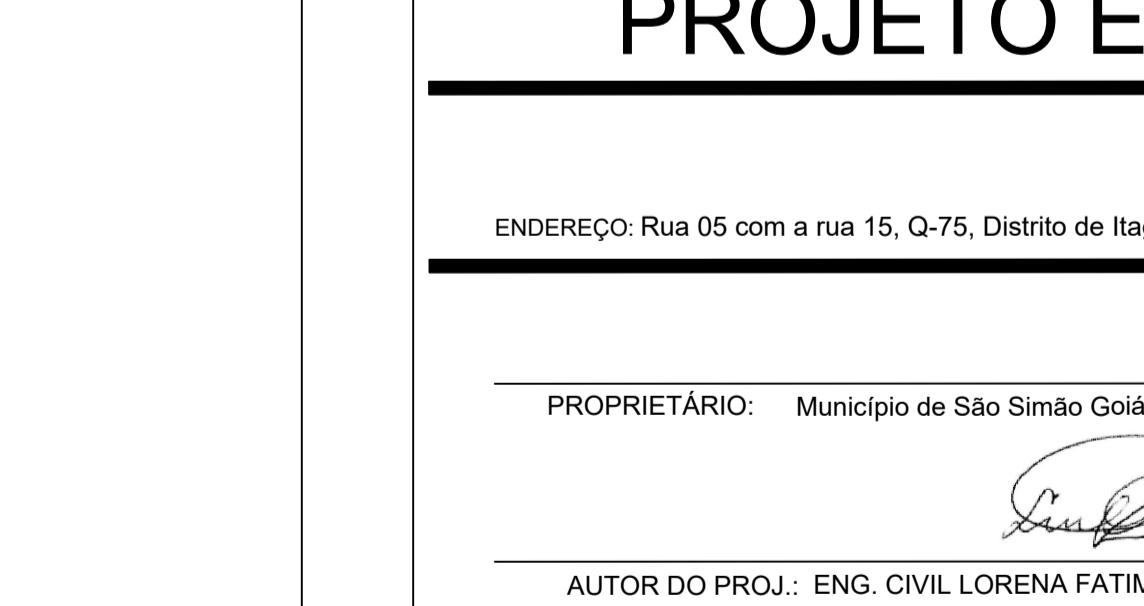 PROJETO E
ENDEREÇO: Rua 05 com a rua 15, Q-75, Distrito de Ita
PROPRIETÁRIO: Município de São Simão Goiá
AUTOR DO PROJ.: ENG. CIVIL LORENA FATIM